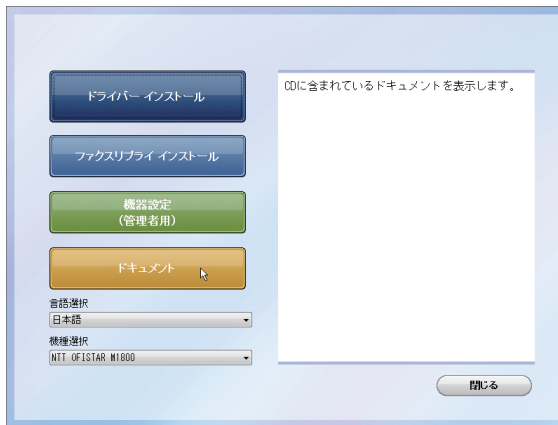 ドライバー インストール
ファクスリプライ インストール
機器設定
(管理者用)
ドキュメント
言語選択
日本語
機種選択
NTT OFISTAR M1800
CDに含まれているドキュメントを表示します。
閉じる